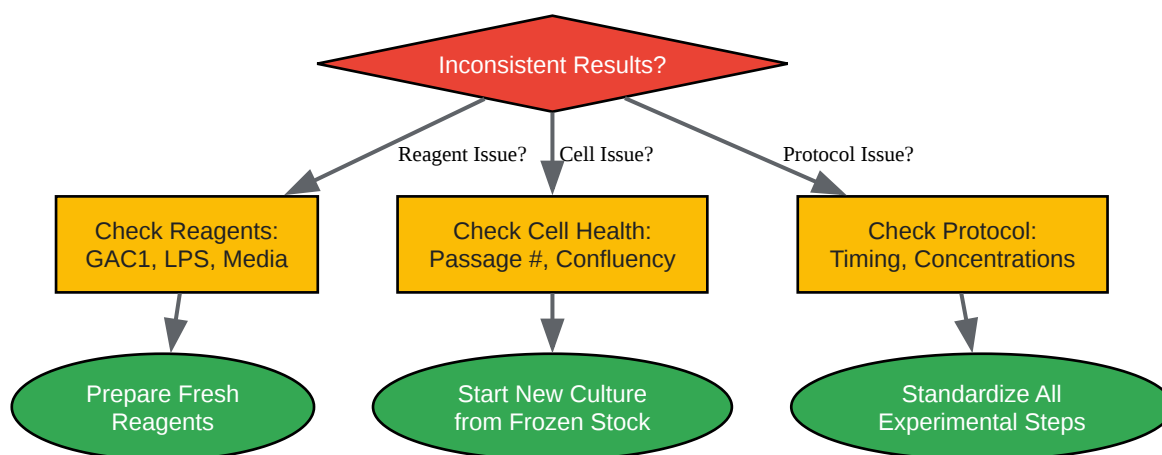 Inconsistent Results?
Reagent Issue?
Cell Issue?
Protocol Issue?
Check Reagents:
GAC1, LPS, Media
Check Cell Health:
Passage #, Confluency
Check Protocol:
Timing, Concentrations
Prepare Fresh
Reagents
Start New Culture
from Frozen Stock
Standardize All
Experimental Steps